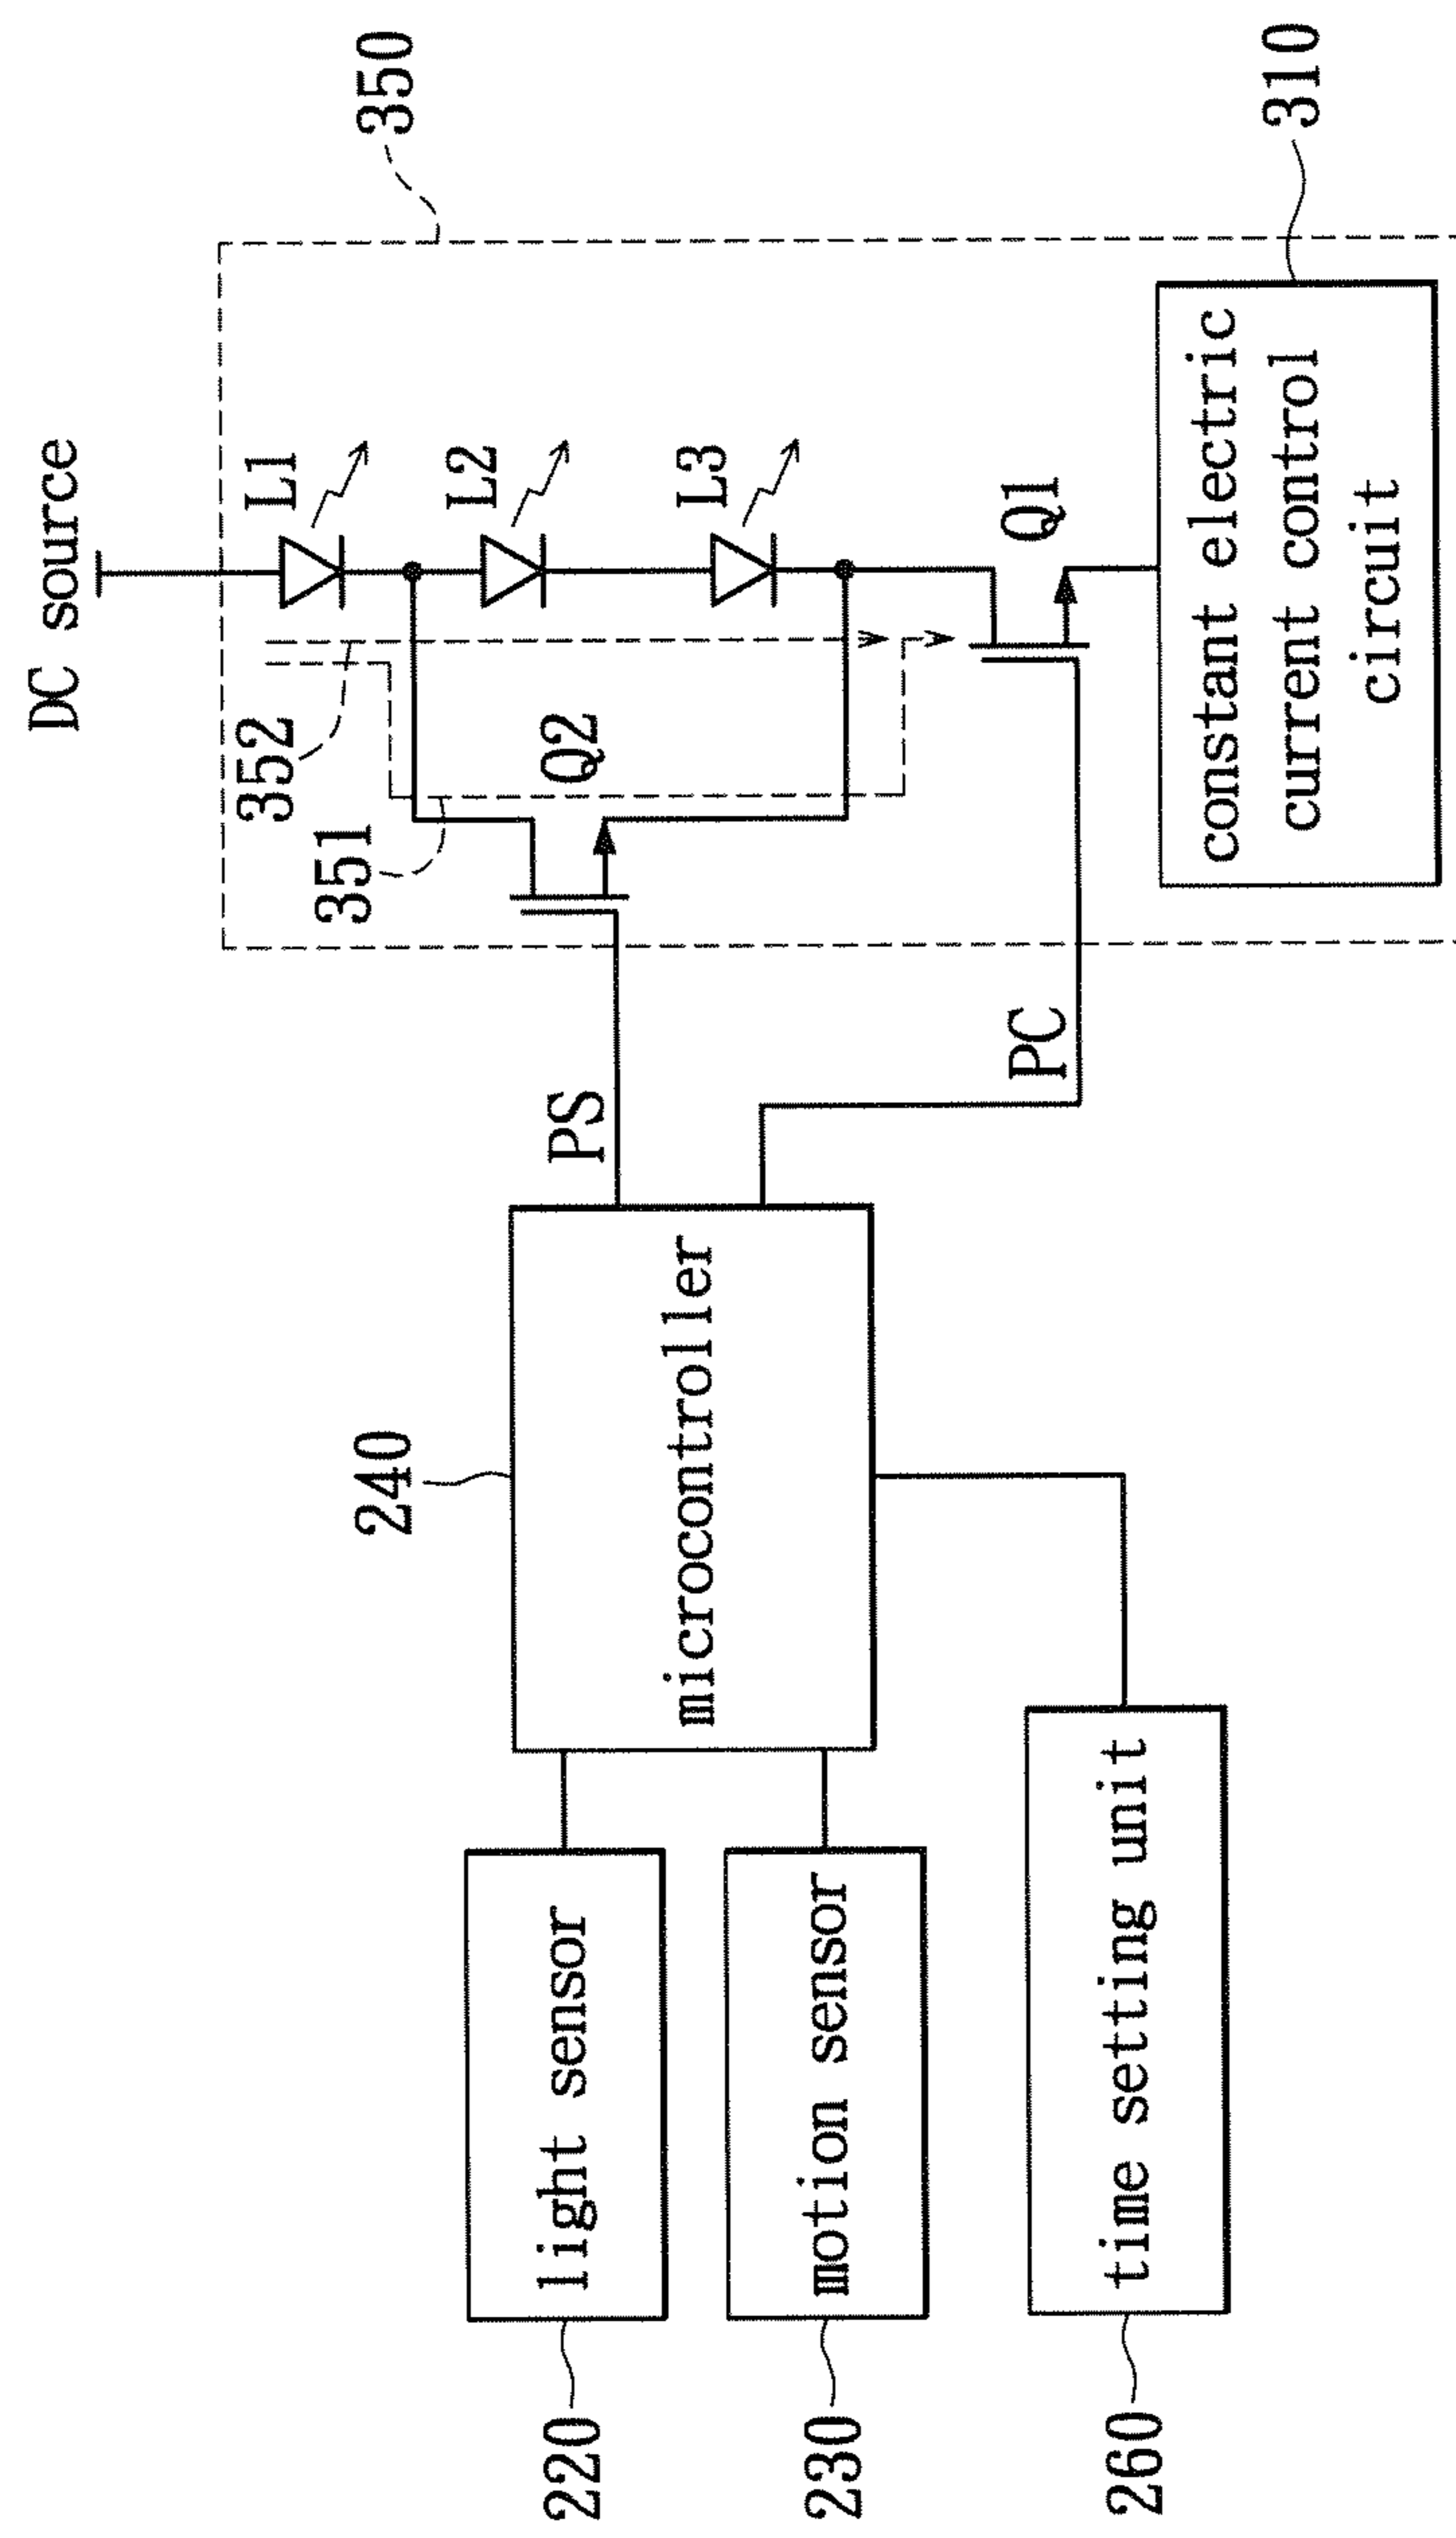 DC source
350
L1
352
L2
351
Q2
L3
PS
Q1
240
microcontroller
PC
220
light sensor
constant electric
current control
circuit
310
230
motion sensor
260
time setting unit